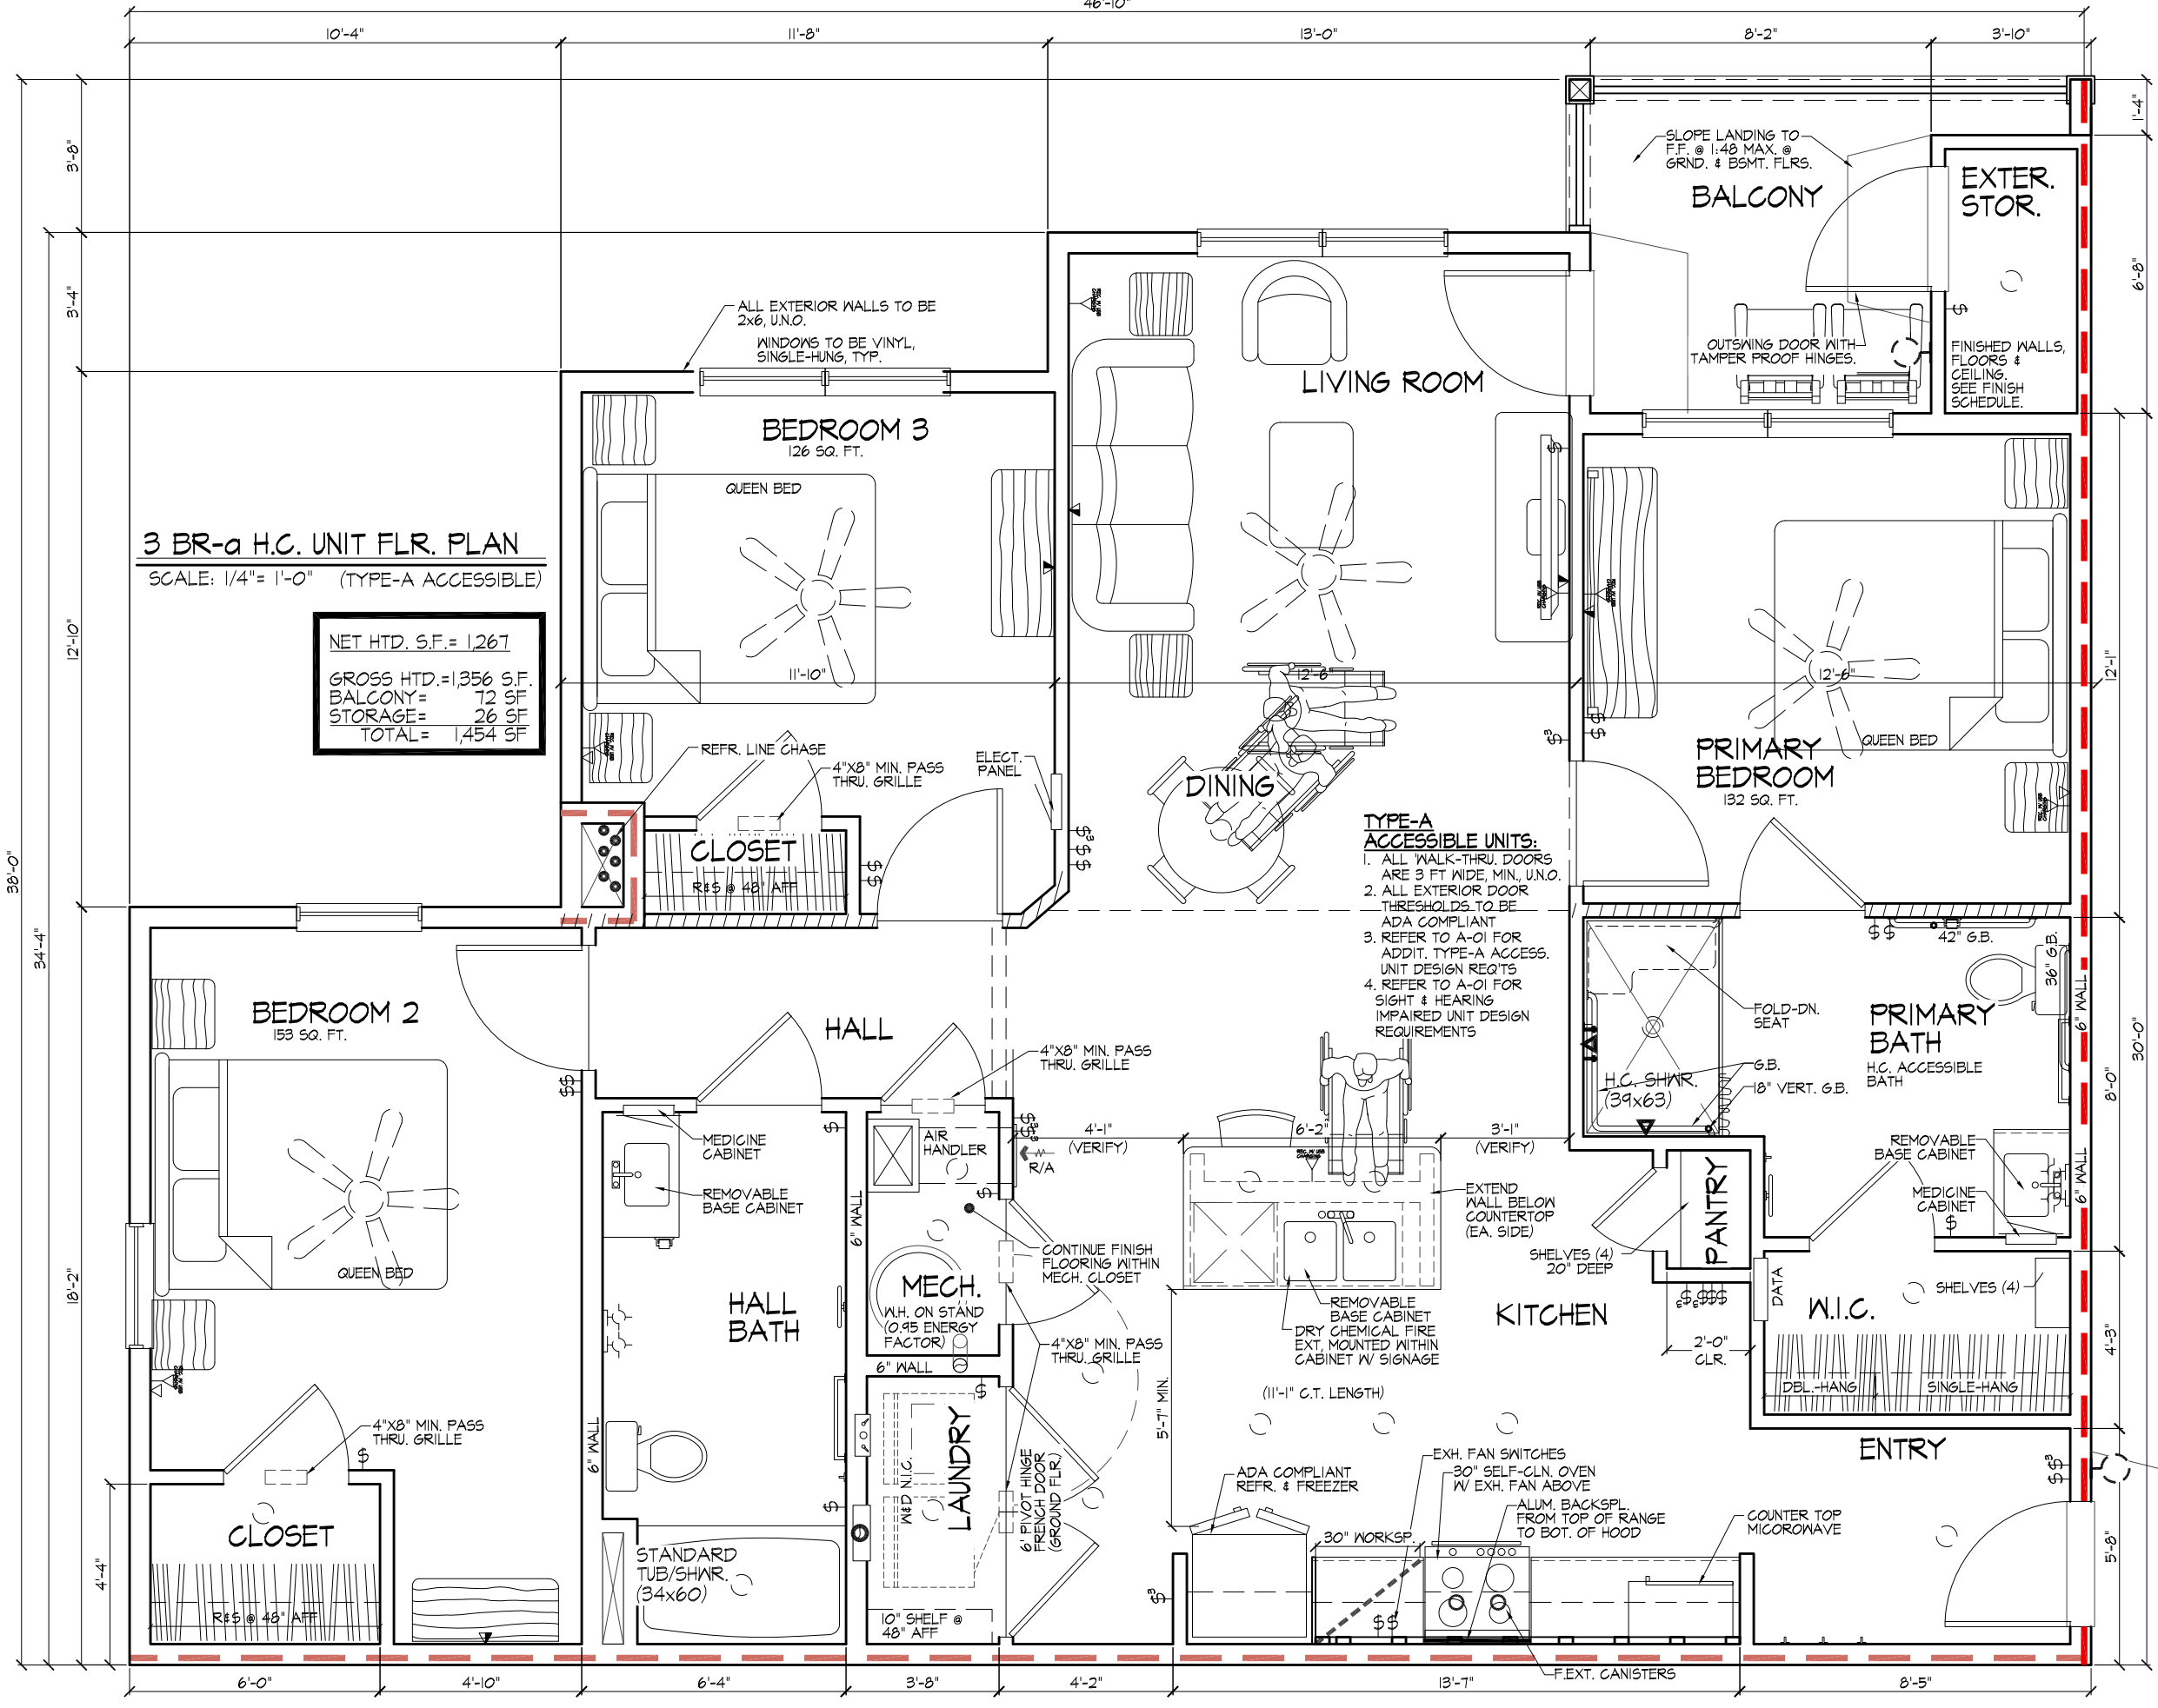 46'-10"
10'-4"
11'-8"
13'-0"
8'-2"
3'-10"
1'-4"
3'-8"
SLOPE LANDING TO
F.F. @ 1:48 MAX. @
GRND. & BSMT. FLRS.
BALCONY
EXTER.
STOR.
6'-8"
3'-4"
ALL EXTERIOR WALLS TO BE
2x6, U.N.O.
WINDOWS TO BE VINYL,
SINGLE-HUNG, TYP.
OUTSWING DOOR WITH
TAMPER PROOF HINGES.
FINISHED WALLS,
FLOORS &
CEILING.
SEE FINISH
SCHEDULE.
LIVING ROOM
BEDROOM 3
126 SQ. FT.
QUEEN BED
3 BR-a H.C. UNIT FLR. PLAN
SCALE: 1/4"= 1'-0" (TYPE-A ACCESSIBLE)
NET HTD. S.F.= 1,267
GROSS HTD.=1,356 S.F.
BALCONY= 72 SF
STORAGE= 26 SF
TOTAL= 1,454 SF
12'-10"
11'-10"
12'-6"
12'-6"
12'-1"
REFR. LINE CHASE
4"X8" MIN. PASS
THRU. GRILLE
ELECT.
PANEL
DINING
PRIMARY
BEDROOM
132 SQ. FT.
QUEEN BED
CLOSET
R&S @ 48" AFF
TYPE-A
ACCESSIBLE UNITS:
1. ALL WALK-THRU. DOORS
ARE 3 FT WIDE, MIN., U.N.O.
2. ALL EXTERIOR DOOR
THRESHOLDS TO BE
ADA COMPLIANT
3. REFER TO A-01 FOR
ADDIT. TYPE-A ACCESS.
UNIT DESIGN REQ'TS
4. REFER TO A-01 FOR
SIGHT & HEARING
IMPAIRED UNIT DESIGN
REQUIREMENTS
38'-0"
34'-4"
42" G.B.
36" G.B.
6" WALL
BEDROOM 2
153 SQ. FT.
QUEEN BED
HALL
4"X8" MIN. PASS
THRU. GRILLE
FOLD-DN.
SEAT
G.B.
18" VERT. G.B.
H.C. SHWR.
(39x63)
PRIMARY
BATH
H.C. ACCESSIBLE
BATH
30'-0"
8'-0"
MEDICINE
CABINET
REMOVABLE
BASE CABINET
AIR
HANDLER
R/A
4'-1"
(VERIFY)
6'-2"
3'-1"
(VERIFY)
REMOVABLE
BASE CABINET
MEDICINE
CABINET
6" WALL
EXTEND
WALL BELOW
COUNTERTOP
(EA. SIDE)
PANTRY
SHELVES (4)
20" DEEP
6" WALL
18'-2"
CONTINUE FINISH
FLOORING WITHIN
MECH. CLOSET
MECH.
W.H. ON STAND
(0.95 ENERGY
FACTOR)
HALL
BATH
REMOVABLE
BASE CABINET
DRY CHEMICAL FIRE
EXT, MOUNTED WITHIN
CABINET W/ SIGNAGE
KITCHEN
DATA
W.I.C.
SHELVES (4)
4"X8" MIN. PASS
THRU. GRILLE
6" WALL
2'-0"
CLR.
4'-3"
DBL.-HANG
SINGLE-HANG
(11'-1" C.T. LENGTH)
5'-7" MIN.
4"X8" MIN. PASS
THRU. GRILLE
6" WALL
W&D N.I.C.
LAUNDRY
6' PIVOT HINGE
FRENCH DOOR
(GROUND FLR.)
ADA COMPLIANT
REFR. & FREEZER
EXH. FAN SWITCHES
30" SELF-CLN. OVEN
W/ EXH. FAN ABOVE
ALUM. BACKSPL.
FROM TOP OF RANGE
TO BOT. OF HOOD
COUNTER TOP
MICOROWAVE
ENTRY
5'-8"
4'-4"
CLOSET
R&S @ 48" AFF
STANDARD
TUB/SHWR.
(34x60)
30" WORKSP.
10" SHELF @
48" AFF
F.EXT. CANISTERS
6'-0"
4'-10"
6'-4"
3'-8"
4'-2"
13'-7"
8'-5"